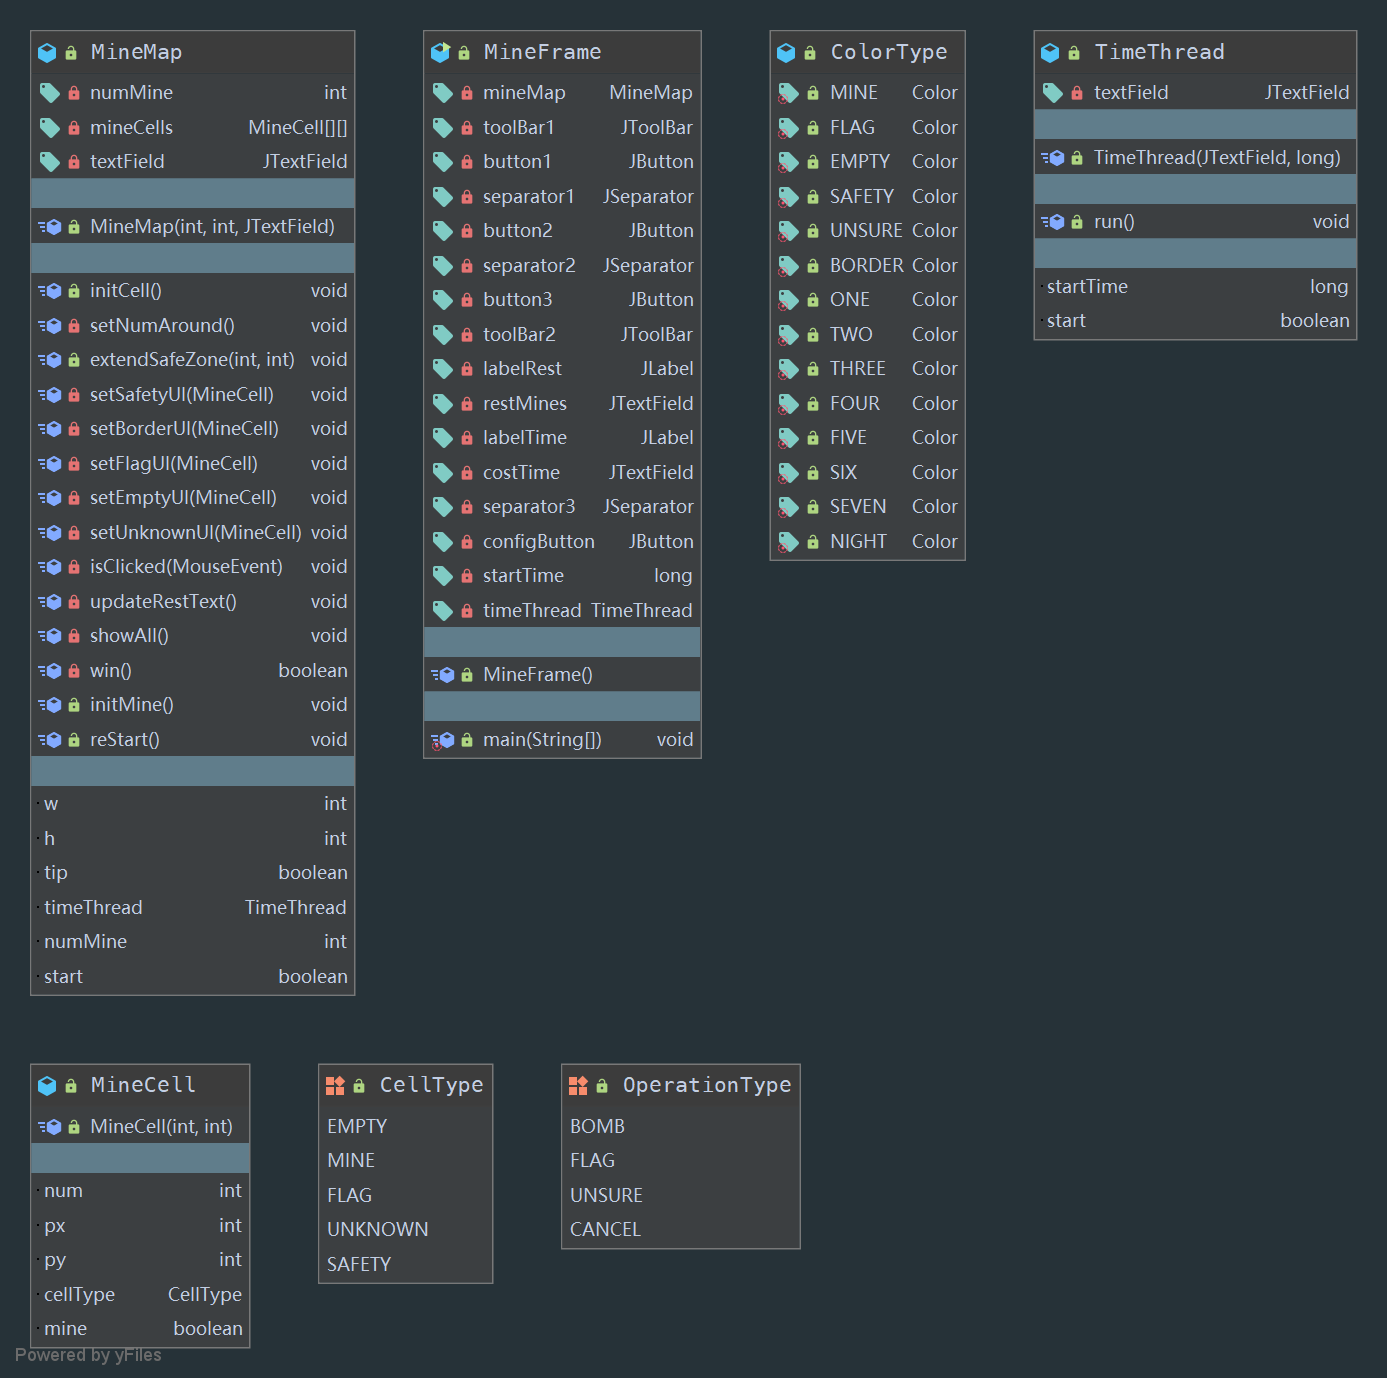 MineMap
numMine int
mineCells MineCell[][]
textField JTextField
MineMap(int, int, JTextField)
initCell() void
setNumAround() void
extendSafeZone(int, int) void
setSafetyUI(MineCell) void
setBorderUI(MineCell) void
setFlagUI(MineCell) void
setEmptyUI(MineCell) void
setUnknownUI(MineCell) void
isClicked(MouseEvent) void
updateRestText() void
showAll() void
win() boolean
initMine() void
reStart() void
w int
h int
tip boolean
timeThread TimeThread
numMine int
start boolean
MineFrame
mineMap MineMap
toolBar1 JToolBar
button1 JButton
separator1 JSeparator
button2 JButton
separator2 JSeparator
button3 JButton
toolBar2 JToolBar
labelRest JLabel
restMines JTextField
labelTime JLabel
costTime JTextField
separator3 JSeparator
configButton JButton
startTime long
timeThread TimeThread
MineFrame()
main(String[]) void
ColorType
MINE Color
FLAG Color
EMPTY Color
SAFETY Color
UNSURE Color
BORDER Color
ONE Color
TWO Color
THREE Color
FOUR Color
FIVE Color
SIX Color
SEVEN Color
NIGHT Color
TimeThread
textField JTextField
TimeThread(JTextField, long)
run() void
startTime long
start boolean
MineCell
MineCell(int, int)
num int
px int
py int
cellType CellType
mine boolean
CellType
EMPTY
MINE
FLAG
UNKNOWN
SAFETY
OperationType
BOMB
FLAG
UNSURE
CANCEL
Powered by yFiles